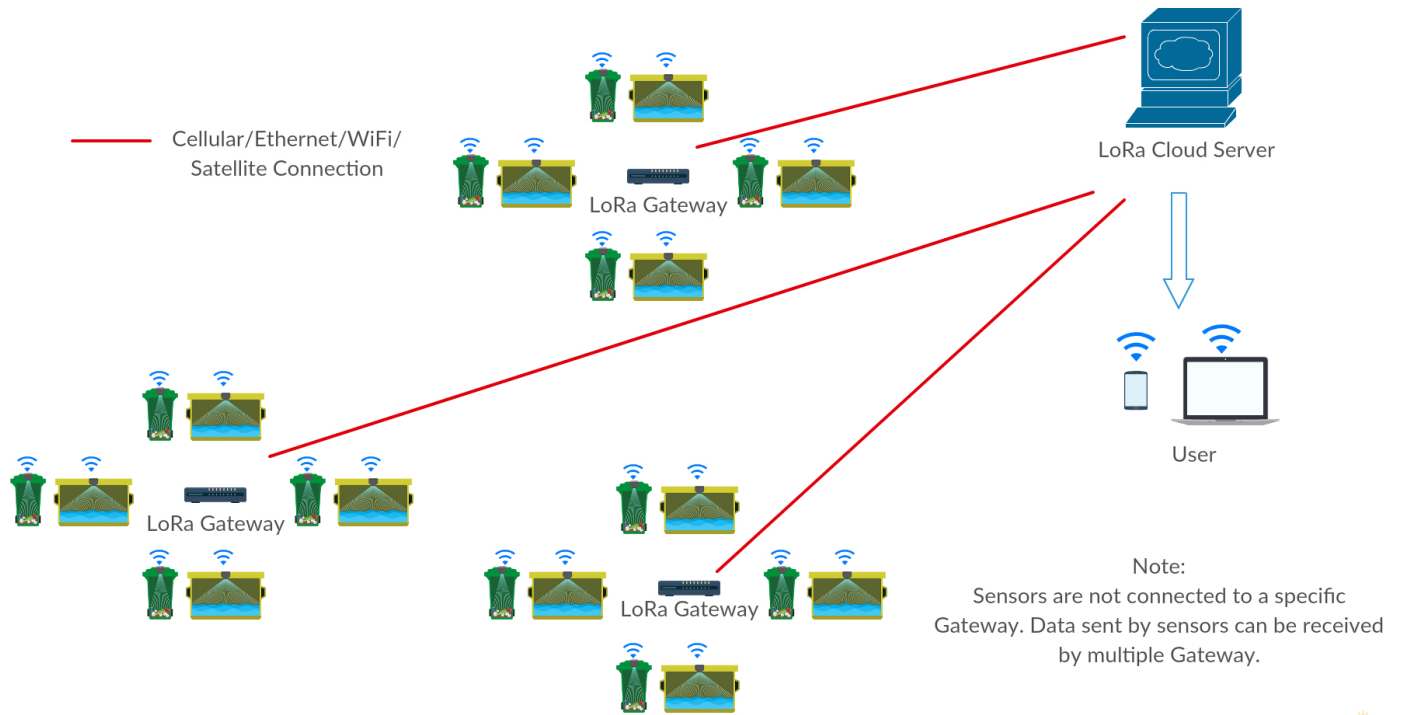 Cellular/Ethernet/WiFi/
Satellite Connection
LoRa Gateway
LoRa Cloud Server
User
LoRa Gateway
LoRa Gateway
Note:
Sensors are not connected to a specific
Gateway. Data sent by sensors can be received
by multiple Gateway.